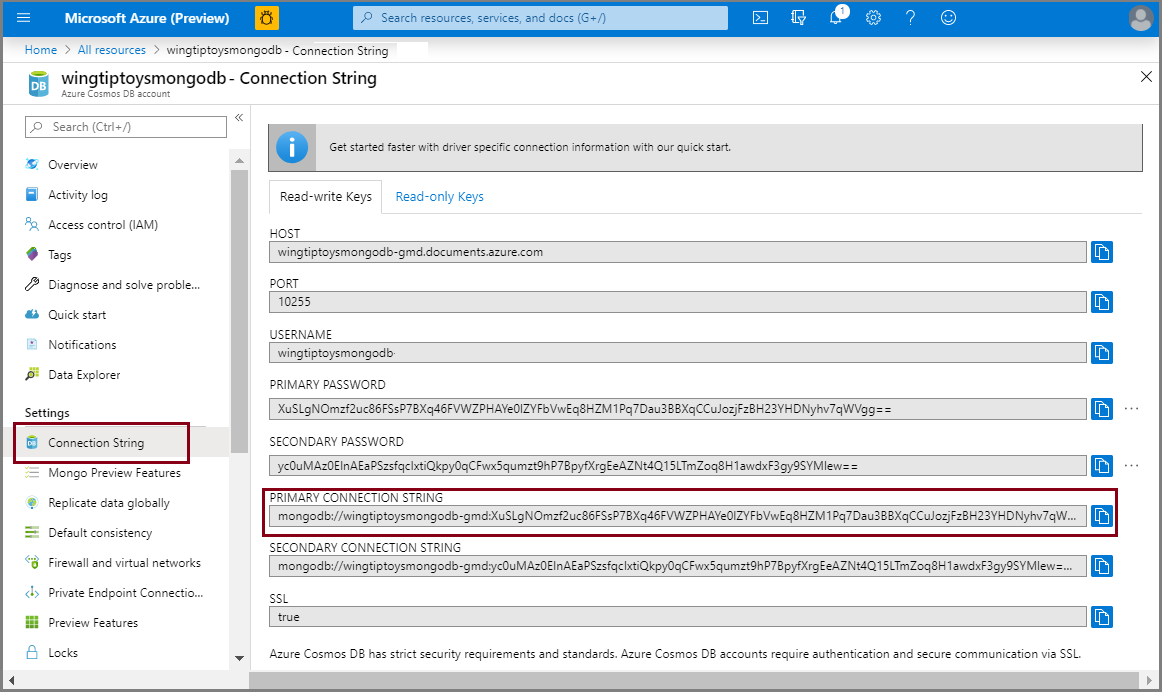 Microsoft Azure (Preview)
Search resources, services, and docs (G+/)
1
Home > All resources > wingtiptoysmongodb - Connection String
DB
wingtiptoysmongodb - Connection String
Azure Cosmos DB account
Search (Ctrl+/)
«
Overview
Activity log
Access control (IAM)
Tags
Diagnose and solve proble...
Quick start
Notifications
Data Explorer
Settings
Connection String
Mongo Preview Features
Replicate data globally
Default consistency
Firewall and virtual networks
Private Endpoint Connectio...
Preview Features
Locks
Get started faster with driver specific connection information with our quick start.
Read-write Keys
Read-only Keys
HOST
wingtiptoysmongodb-gmd.documents.azure.com
PORT
10255
USERNAME
wingtiptoysmongodb
PRIMARY PASSWORD
XuSLgNOmzf2uc86FSsP7BXq46FVWZPHAYe0lZYFbVwEq8HZM1Pq7Dau3BBXqCCuJozjFzBH23YHDNyhv7qWVgg==
SECONDARY PASSWORD
yc0uMAz0ElnAEaPSzsfqclxtiQkpy0qCFwx5qumzt9hP7BpyfXrgEeAZNt4Q15LTmZoq8H1awdxF3gy9SYMIew==
PRIMARY CONNECTION STRING
mongodb://wingtiptoysmongodb-gmd:XuSLgNOmzf2uc86FSsP7BXq46FVWZPHAYe0lZYFbVwEq8HZM1Pq7Dau3BBXqCCuJozjFzBH23YHDNyhv7qW...
SECONDARY CONNECTION STRING
mongodb://wingtiptoysmongodb-gmd:yc0uMAz0ElnAEaPSzsfqclxtiQkpy0qCFwx5qumzt9hP7BpyfXrgEeAZNt4Q15LTmZoq8H1awdxF3gy9SYMIew=...
SSL
true
Azure Cosmos DB has strict security requirements and standards. Azure Cosmos DB accounts require authentication and secure communication via SSL.